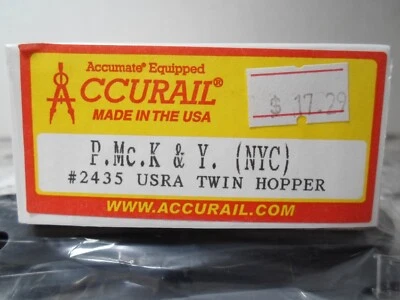 Accumate® Equipped
ACCURAIL®
MADE IN THE USA
$ 17.29
P.Mc.K & Y. (NYC)
#2435 USRA TWIN HOPPER
WWW.ACCURAIL.COM